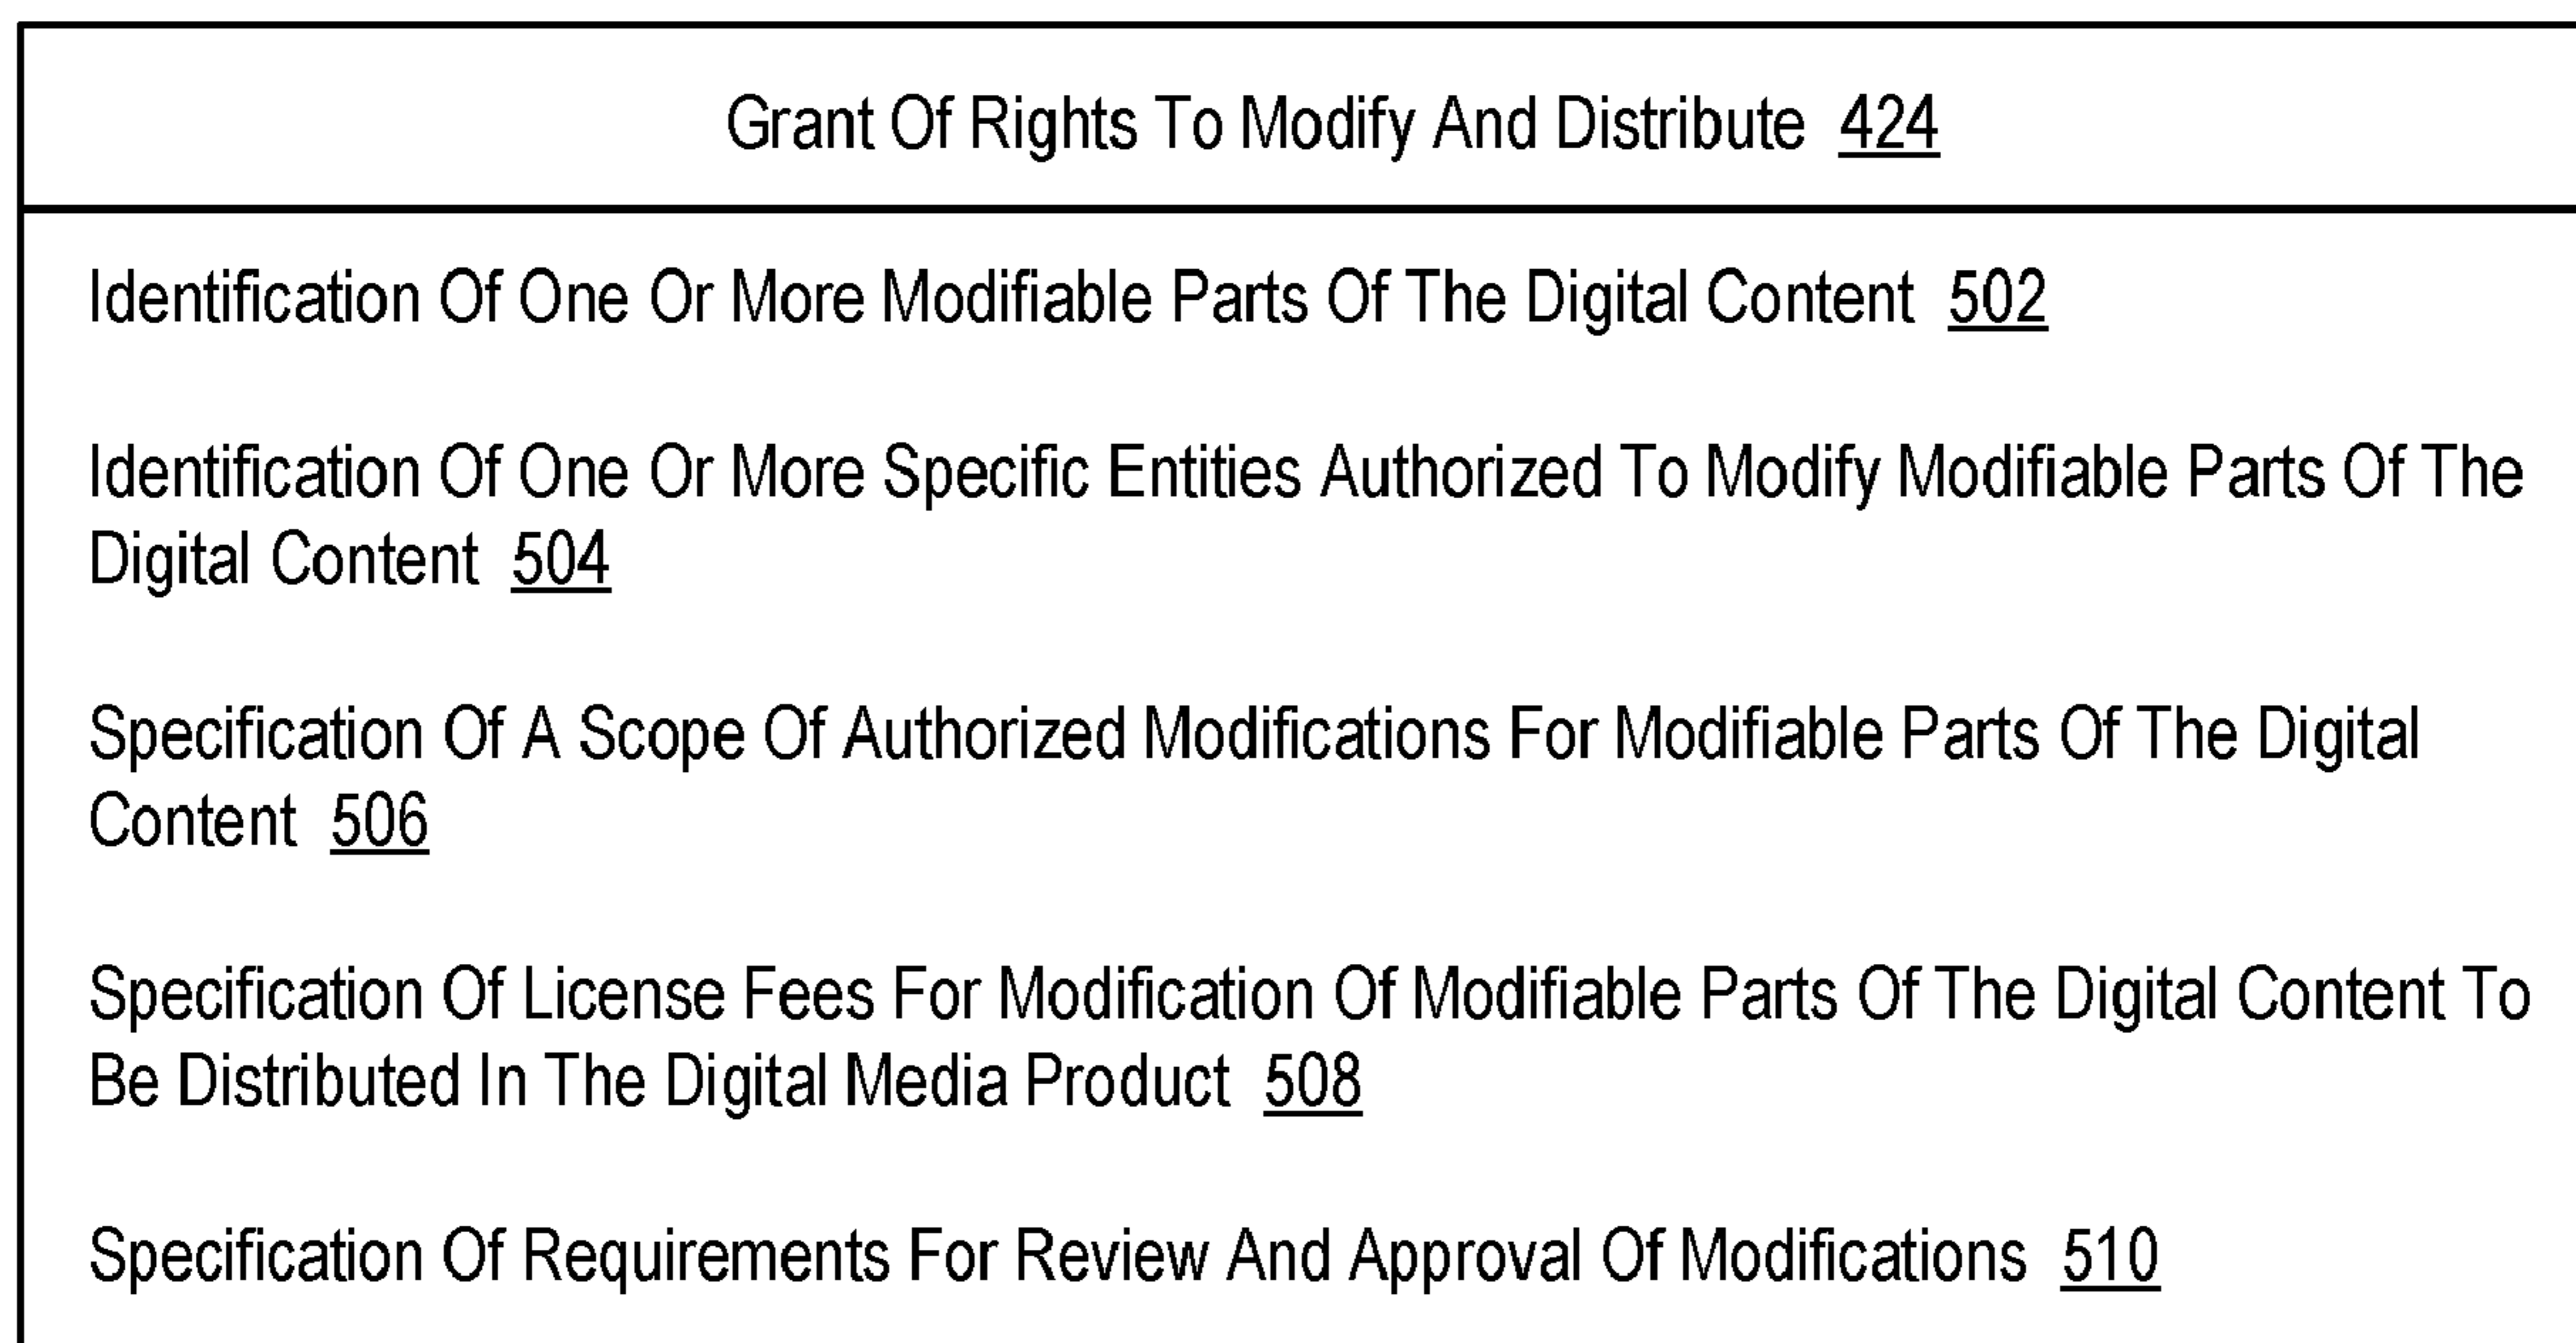 Grant Of Rights To Modify And Distribute 424
Identification Of One Or More Modifiable Parts Of The Digital Content 502
Identification Of One Or More Specific Entities Authorized To Modify Modifiable Parts Of The
Digital Content 504
Specification Of A Scope Of Authorized Modifications For Modifiable Parts Of The Digital
Content 506
Specification Of License Fees For Modification Of Modifiable Parts Of The Digital Content To
Be Distributed In The Digital Media Product 508
Specification Of Requirements For Review And Approval Of Modifications 510